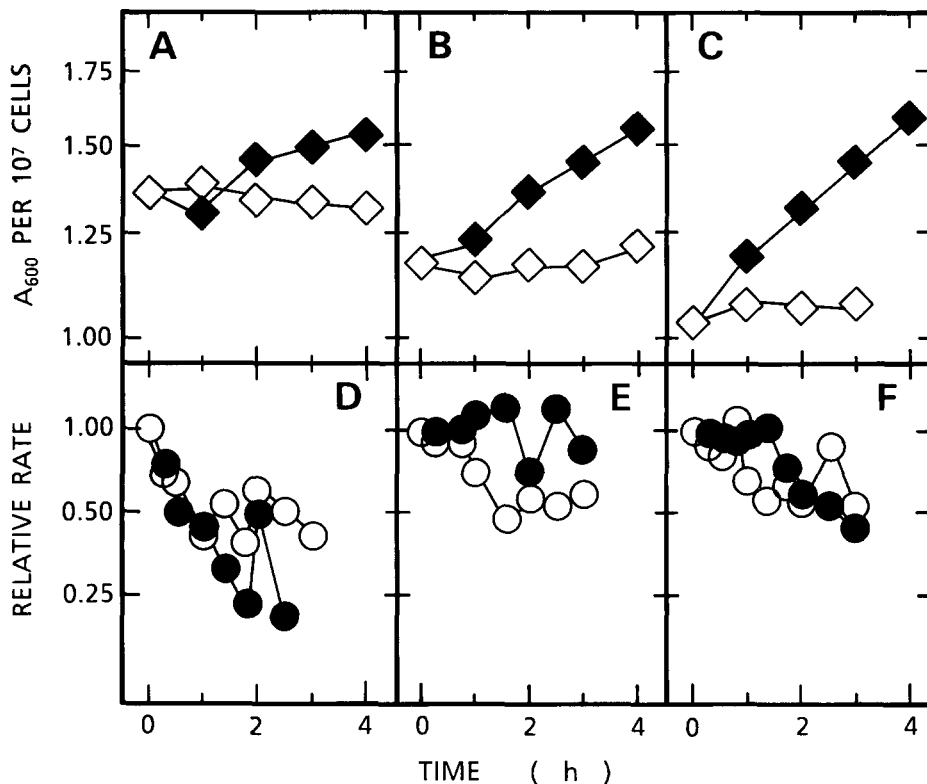 A B C
A₆₀₀ PER 10⁷ CELLS
1.75
1.50
1.25
1.00
D E F
RELATIVE RATE
1.00
0.50
0.25
0 2 4 0 2 4 0 2 4
TIME ( h )